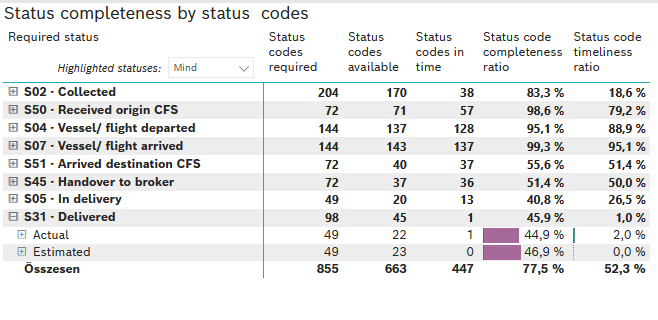 Status completeness by status codes
Required status Status codes required Status codes available Status codes in time Status code completeness ratio Status code timeliness ratio
Highlighted statuses: Mind
S02 - Collected 204 170 38 83,3 % 18,6 %
S50 - Received origin CFS 72 71 57 98,6 % 79,2 %
S04 - Vessel/ flight departed 144 137 128 95,1 % 88,9 %
S07 - Vessel/ flight arrived 144 143 137 99,3 % 95,1 %
S51 - Arrived destination CFS 72 40 37 55,6 % 51,4 %
S45 - Handover to broker 72 37 36 51,4 % 50,0 %
S05 - In delivery 49 20 13 40,8 % 26,5 %
S31 - Delivered 98 45 1 45,9 % 1,0 %
Actual 49 22 1 44,9 % 2,0 %
Estimated 49 23 0 46,9 % 0,0 %
Összesen 855 663 447 77,5 % 52,3 %